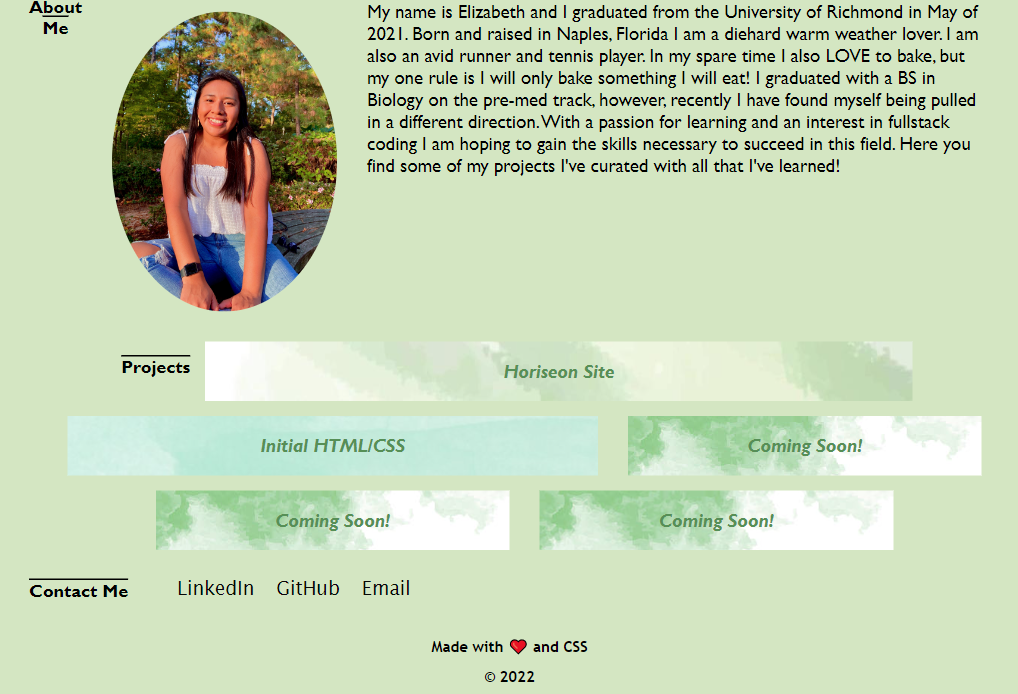 About
Me
My name is Elizabeth and I graduated from the University of Richmond in May of
2021. Born and raised in Naples, Florida I am a diehard warm weather lover. I am
also an avid runner and tennis player. In my spare time I also LOVE to bake, but
my one rule is I will only bake something I will eat! I graduated with a BS in
Biology on the pre-med track, however, recently I have found myself being pulled
in a different direction. With a passion for learning and an interest in fullstack
coding I am hoping to gain the skills necessary to succeed in this field. Here you
find some of my projects I've curated with all that I've learned!
Projects
Horiseon Site
Initial HTML/CSS
Coming Soon!
Coming Soon!
Coming Soon!
Contact Me
LinkedIn GitHub Email
Made with ❤️ and CSS
© 2022